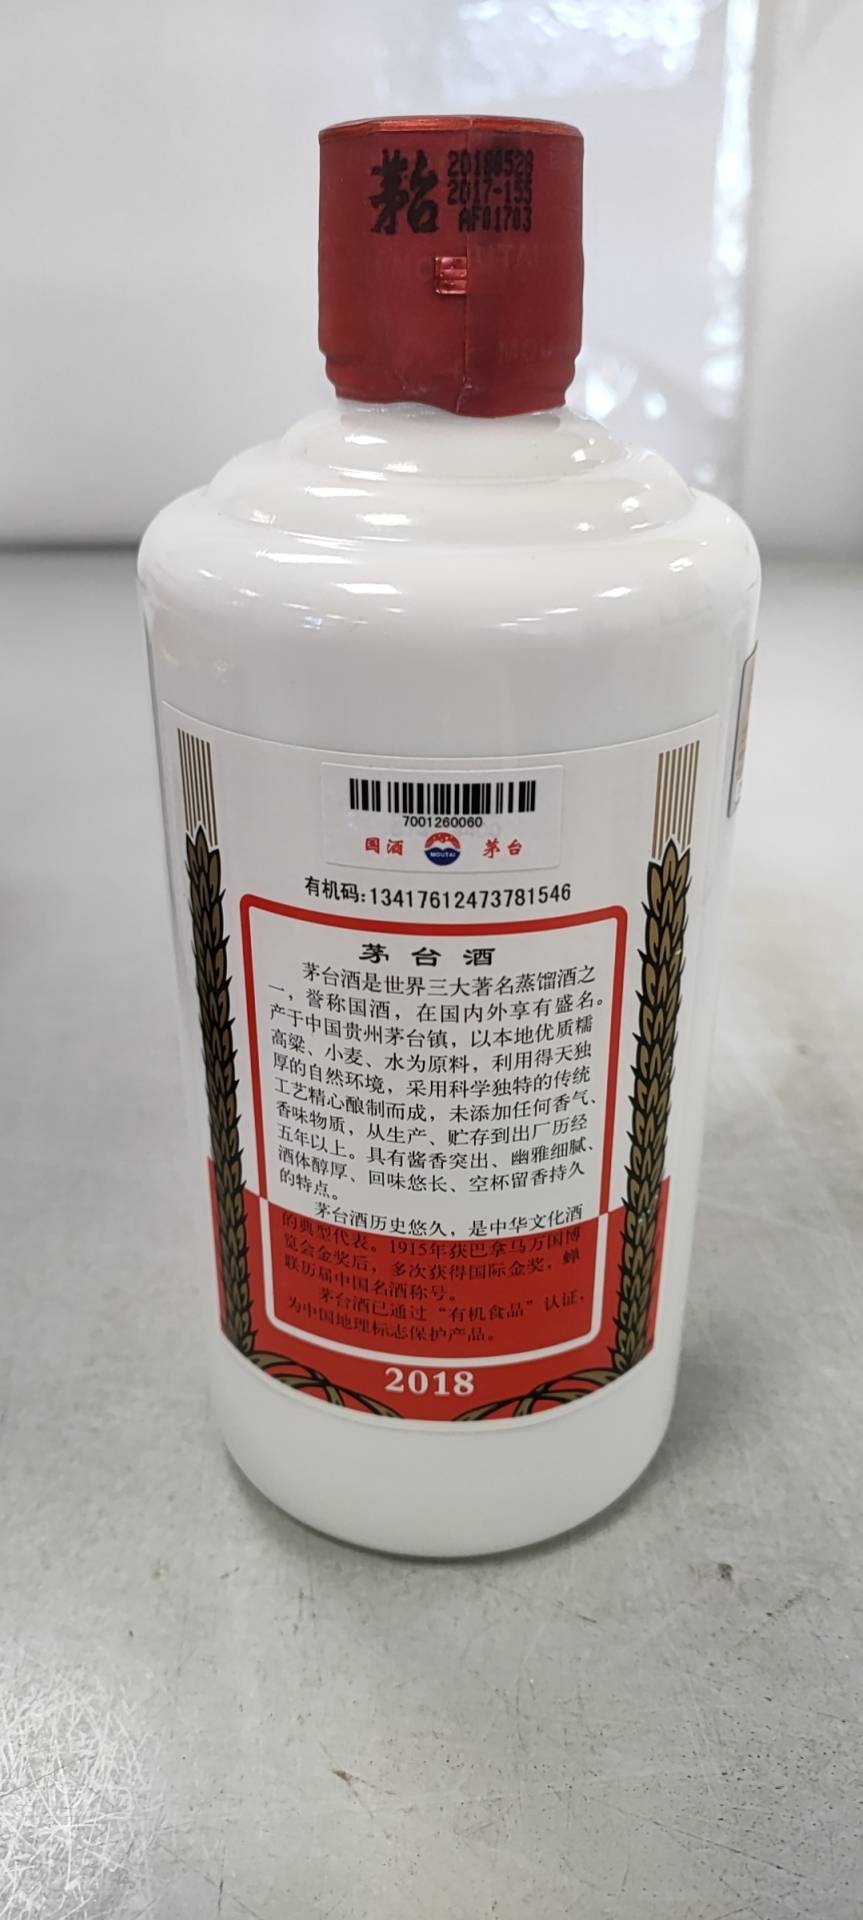 茅台
20180528
2017-155
AF01703
7001260060
国酒 MOUTAI 茅台
有机码:13417612473781546
茅台酒
茅台酒是世界三大著名蒸馏酒之
一，誉称国酒，在国内外享有盛名。
产于中国贵州茅台镇，以本地优质糯
高粱、小麦、水为原料，利用得天独
厚的自然环境，采用科学独特的传统
工艺精心酿制而成，未添加任何香气、
香味物质，从生产、贮存到出厂历经
五年以上。具有酱香突出、幽雅细腻、
酒体醇厚、回味悠长、空杯留香持久
的特点。
茅台酒历史悠久，是中华文化酒
的典型代表。1915年获巴拿马万国博
览会金奖后，多次获得国际金奖，蝉
联历届中国名酒称号。
茅台酒已通过“有机食品”认证，
为中国地理标志保护产品。
2018